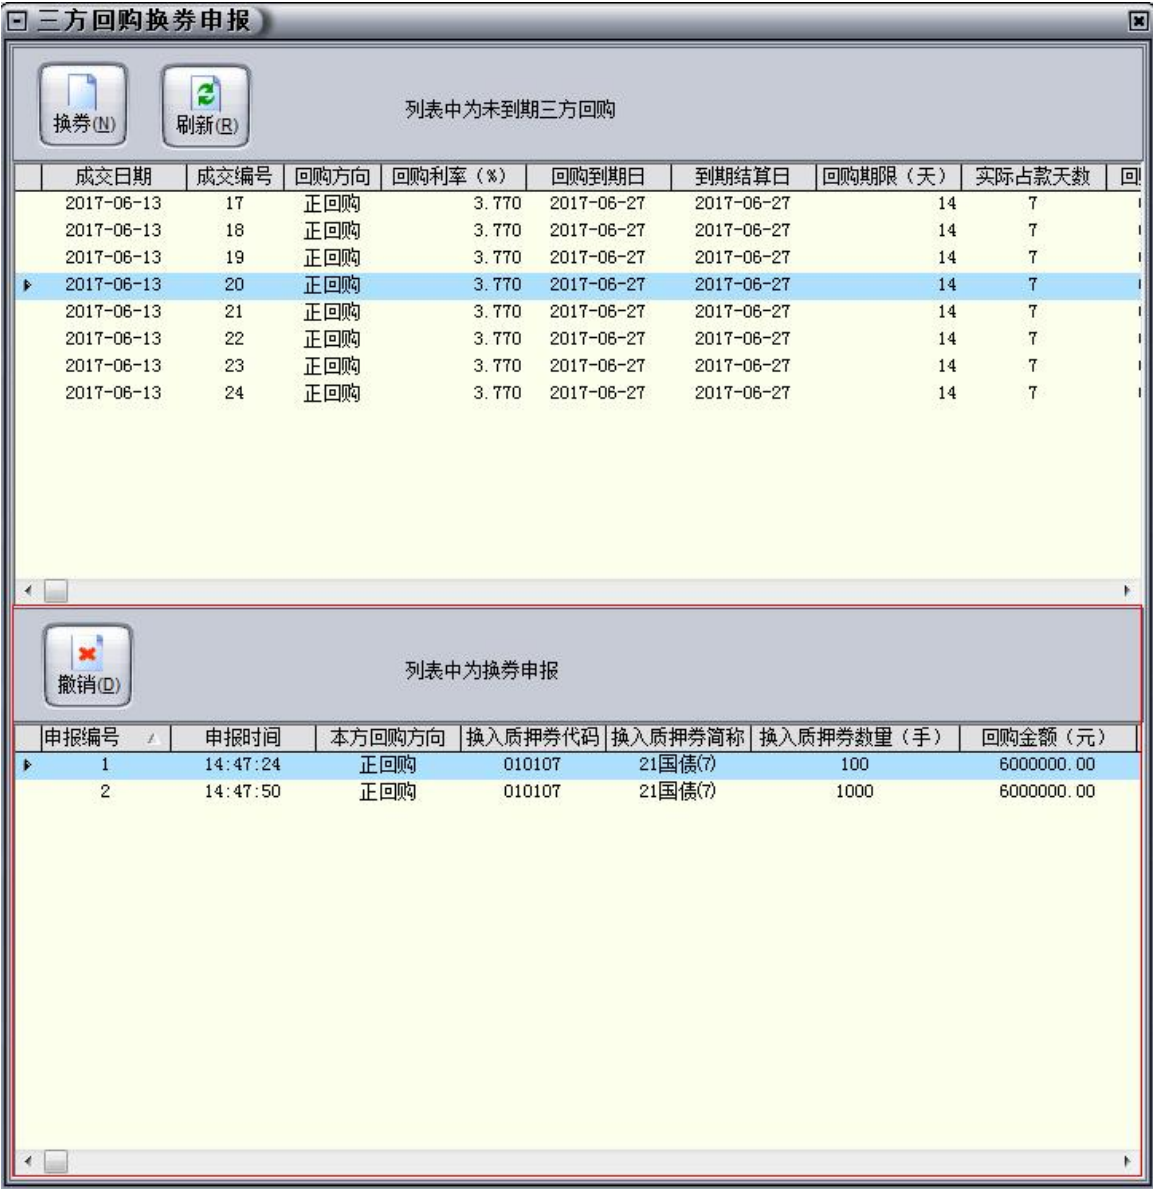 三方回购换券申报
换券(N) 刷新(R) 列表中为未到期三方回购
成交日期 成交编号 回购方向 回购利率（%） 回购到期日 到期结算日 回购期限（天） 实际占款天数
2017-06-13 17 正回购 3.770 2017-06-27 2017-06-27 14 7
2017-06-13 18 正回购 3.770 2017-06-27 2017-06-27 14 7
2017-06-13 19 正回购 3.770 2017-06-27 2017-06-27 14 7
2017-06-13 20 正回购 3.770 2017-06-27 2017-06-27 14 7
2017-06-13 21 正回购 3.770 2017-06-27 2017-06-27 14 7
2017-06-13 22 正回购 3.770 2017-06-27 2017-06-27 14 7
2017-06-13 23 正回购 3.770 2017-06-27 2017-06-27 14 7
2017-06-13 24 正回购 3.770 2017-06-27 2017-06-27 14 7
撤销(D) 列表中为换券申报
申报编号 申报时间 本方回购方向 换入质押券代码 换入质押券简称 换入质押券数量（手） 回购金额（元）
1 14:47:24 正回购 010107 21国债(7) 100 6000000.00
2 14:47:50 正回购 010107 21国债(7) 1000 6000000.00